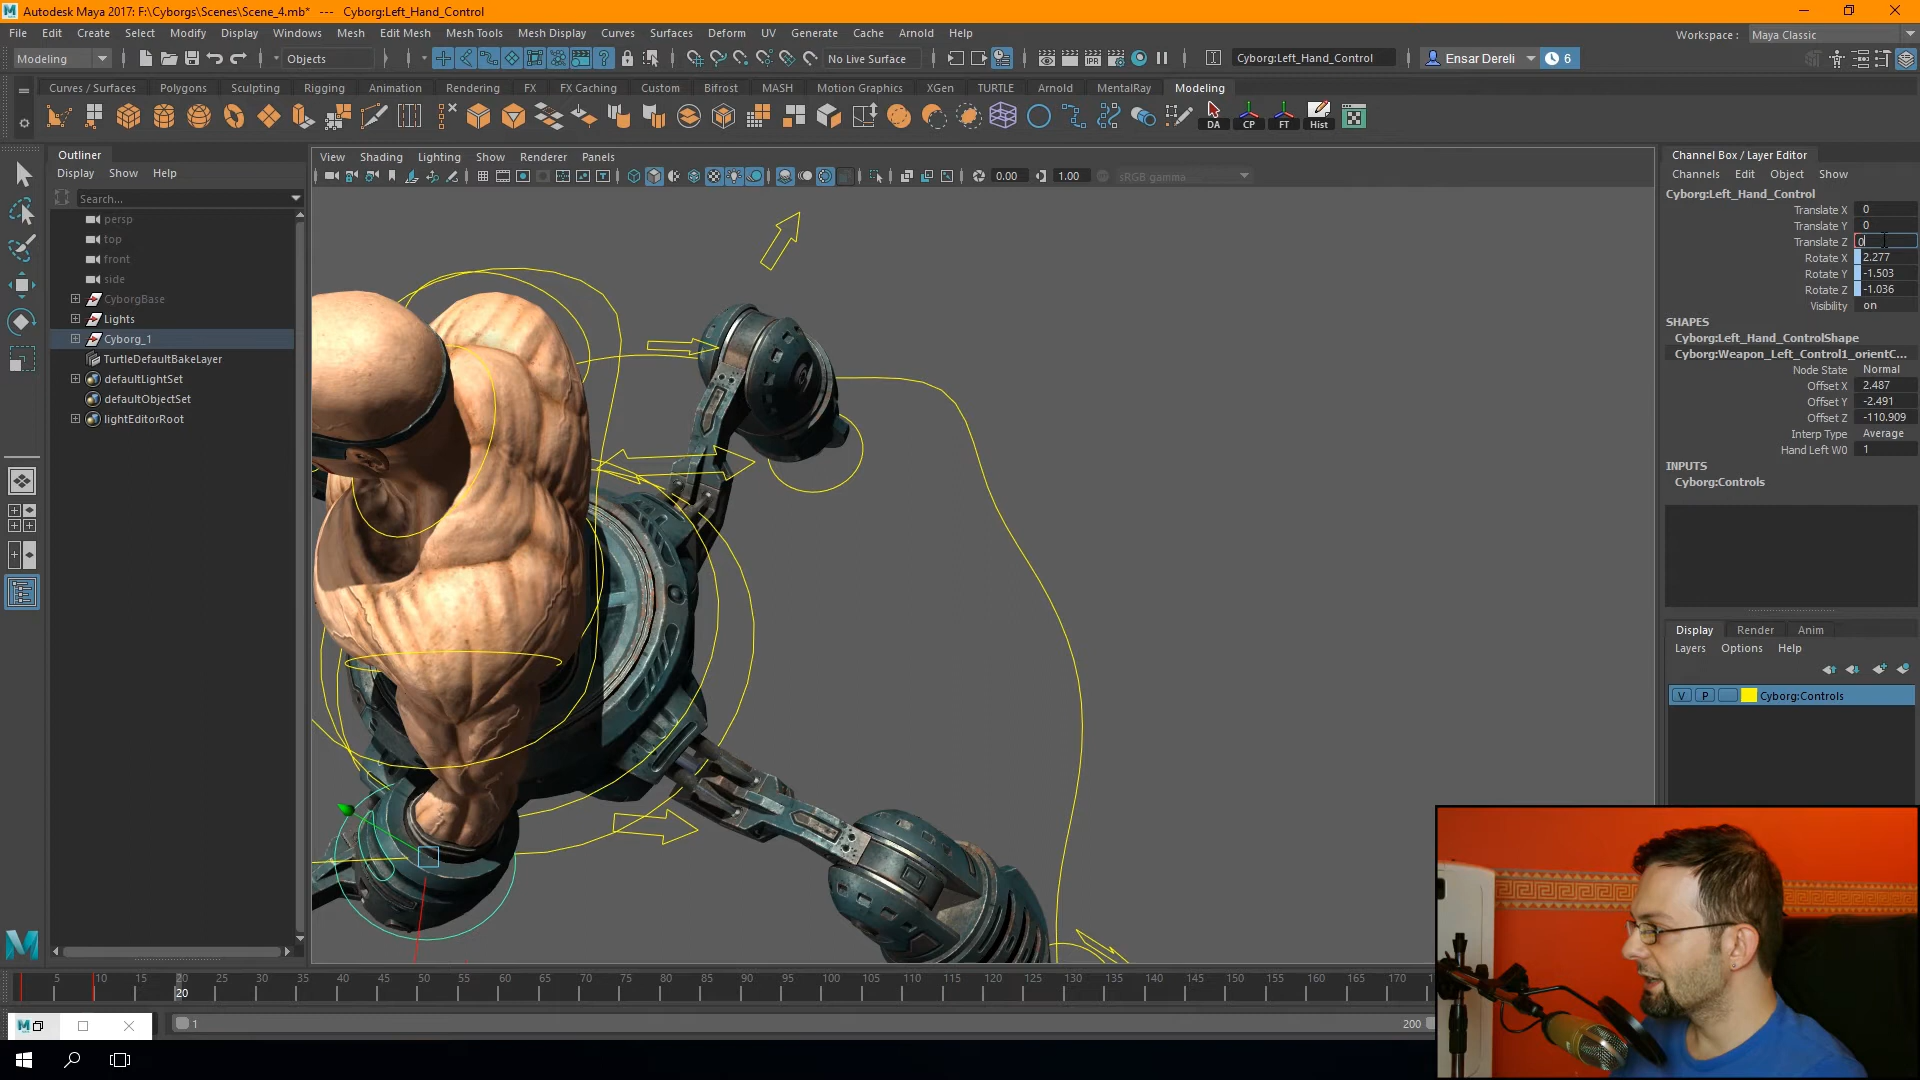 Autodesk Maya 2017: F:\Cyborgs\Scenes\Scene_4.mb* --- Cyborg:Left_Hand_Control
File Edit Create Select Modify Display Windows Mesh Edit Mesh Mesh Tools Mesh Display Curves Surfaces Deform UV Generate Cache Arnold Help
Workspace : Maya Classic
Modeling Objects No Live Surface Cyborg:Left_Hand_Control Ensar Dereli 6
Curves / Surfaces Polygons Sculpting Rigging Animation Rendering FX FX Caching Custom Bifrost MASH Motion Graphics XGen TURTLE Arnold MentalRay Modeling
DA CP FT Hist
Outliner
Display Show Help
Search...
persp
top
front
side
CyborgBase
Lights
Cyborg_1
TurtleDefaultBakeLayer
defaultLightSet
defaultObjectSet
lightEditorRoot
View Shading Lighting Show Renderer Panels
0.00 1.00 sRGB gamma
Channel Box / Layer Editor
Channels Edit Object Show
Cyborg:Left_Hand_Control
Translate X 0
Translate Y 0
Translate Z 0
Rotate X 2.277
Rotate Y -1.503
Rotate Z -1.036
Visibility on
SHAPES
Cyborg:Left_Hand_ControlShape
Cyborg:Weapon_Left_Control1_orientC...
Node State Normal
Offset X 2.487
Offset Y -2.491
Offset Z -110.909
Interp Type Average
Hand Left W0 1
INPUTS
Cyborg:Controls
Display Render Anim
Layers Options Help
V P Cyborg:Controls
5 10 15 20 25 30 35 40 45 50 55 60 65 70 75 80 85 90 95 100 105 110 115 120 125 130 135 140 145 150 155 160 165 170 175
20
1 200